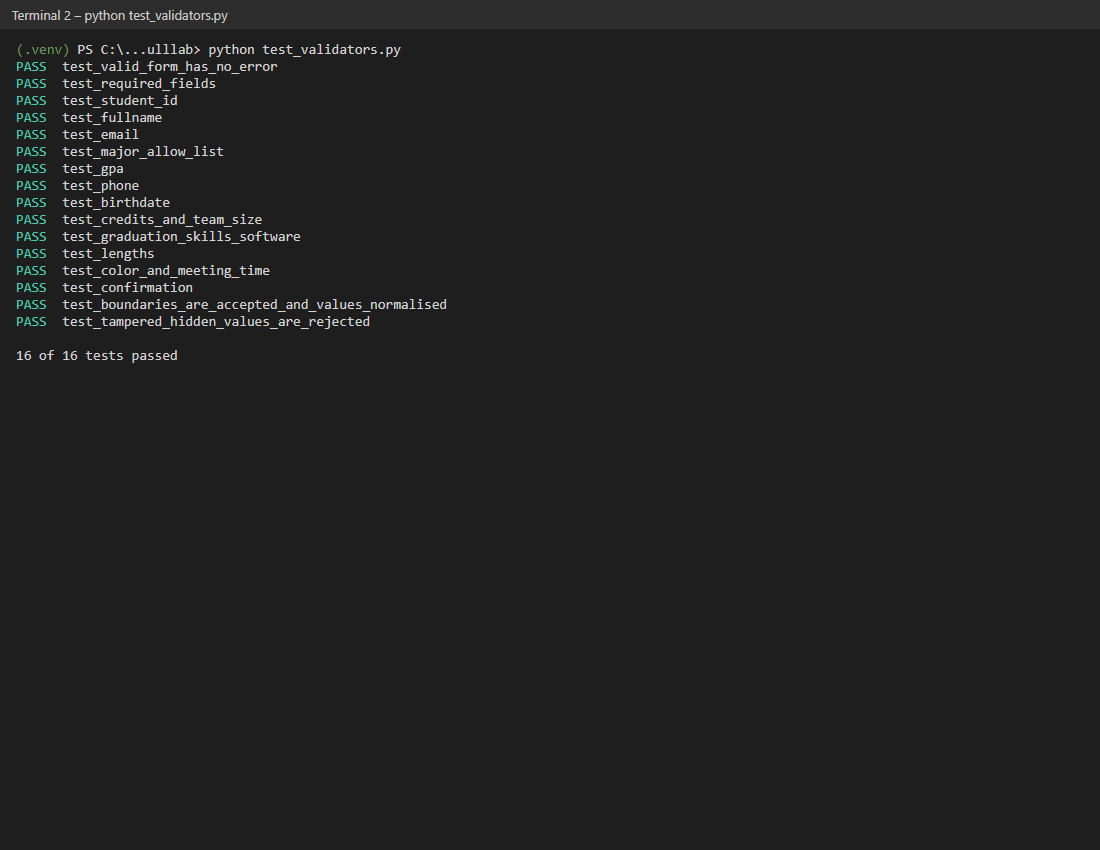 Terminal 2 – python test_validators.py
(.venv) PS C:\...ulllab> python test_validators.py
PASS  test_valid_form_has_no_error
PASS  test_required_fields
PASS  test_student_id
PASS  test_fullname
PASS  test_email
PASS  test_major_allow_list
PASS  test_gpa
PASS  test_phone
PASS  test_birthdate
PASS  test_credits_and_team_size
PASS  test_graduation_skills_software
PASS  test_lengths
PASS  test_color_and_meeting_time
PASS  test_confirmation
PASS  test_boundaries_are_accepted_and_values_normalised
PASS  test_tampered_hidden_values_are_rejected
16 of 16 tests passed